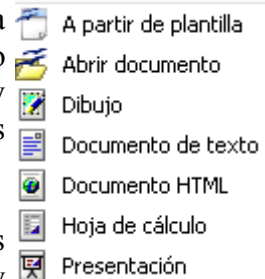 A partir de plantilla
Abrir documento
Dibujo
Documento de texto
Documento HTML
Hoja de cálculo
Presentación